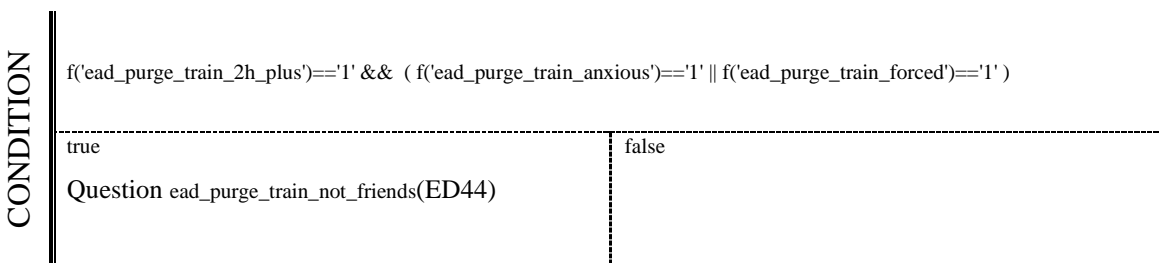 CONDITION
f('ead_purge_train_2h_plus')=='1' && ( f('ead_purge_train_anxious')=='1' || f('ead_purge_train_forced')=='1' )
true
false
Question ead_purge_train_not_friends(ED44)